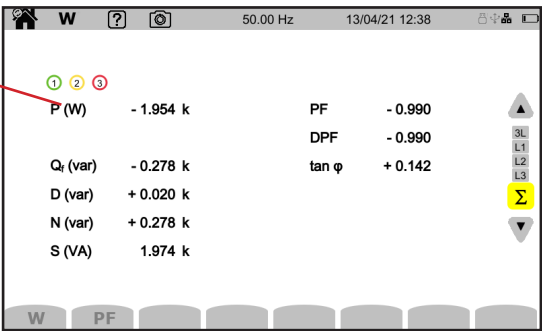 W ? 50.00 Hz 13/04/21 12:38
1 2 3
P (W) - 1.954 k PF - 0.990
DPF - 0.990
Qf (var) - 0.278 k tan φ + 0.142
D (var) + 0.020 k
N (var) + 0.278 k
S (VA) 1.974 k
3L
L1
L2
L3
Σ
W PF